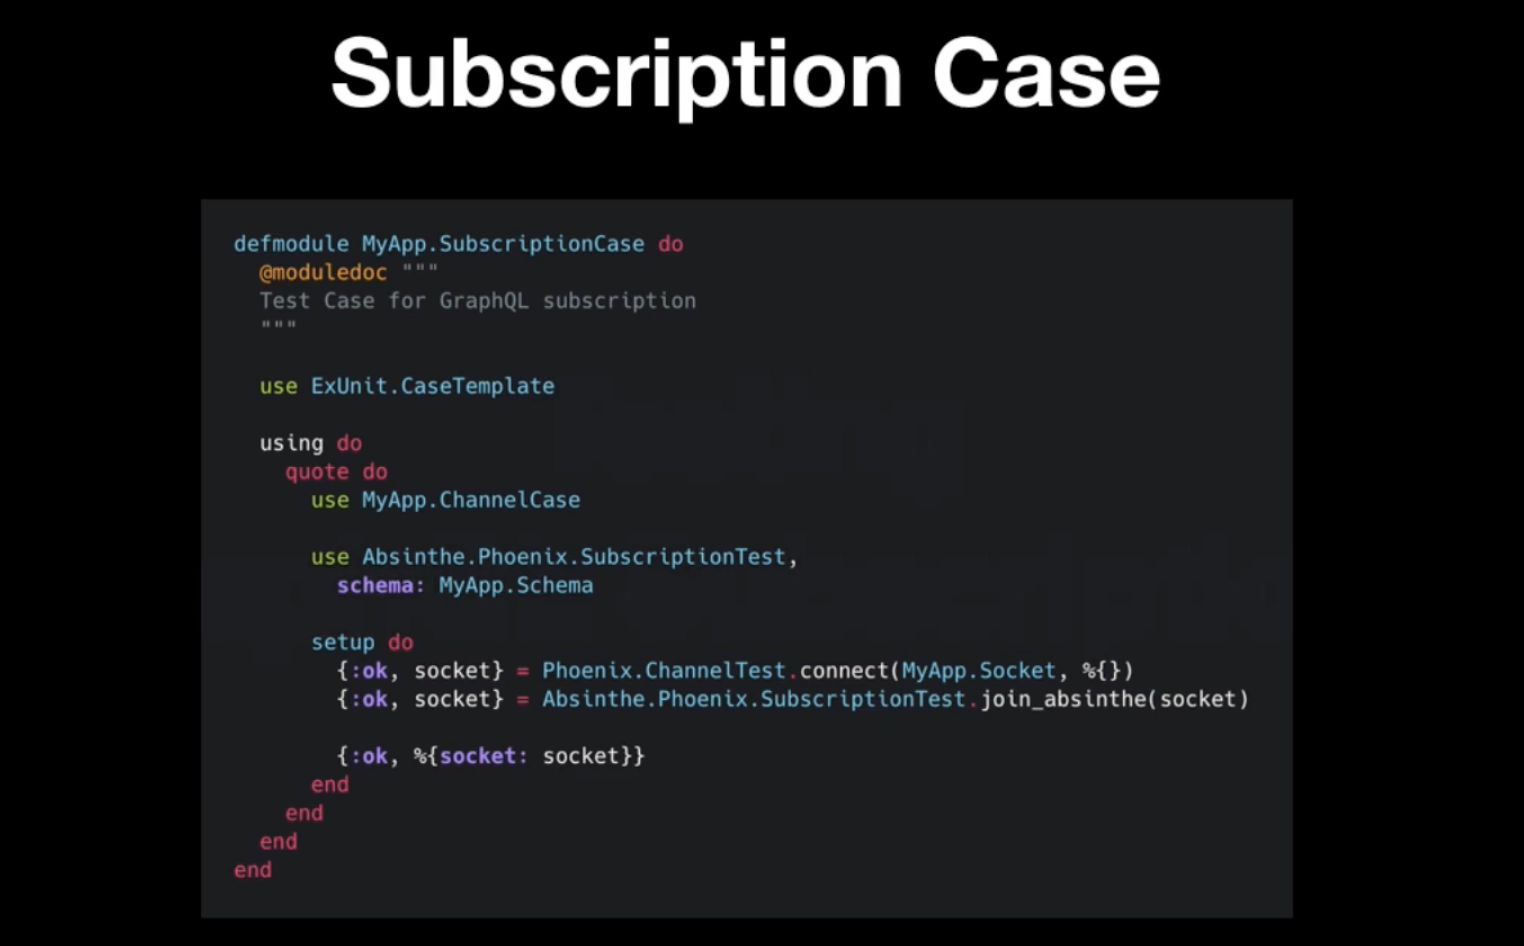 Subscription Case
defmodule MyApp.SubscriptionCase do
  @moduledoc """
  Test Case for GraphQL subscription
  """
  use ExUnit.CaseTemplate
  using do
    quote do
      use MyApp.ChannelCase
      use Absinthe.Phoenix.SubscriptionTest,
        schema: MyApp.Schema
      setup do
        {:ok, socket} = Phoenix.ChannelTest.connect(MyApp.Socket, %{})
        {:ok, socket} = Absinthe.Phoenix.SubscriptionTest.join_absinthe(socket)
        {:ok, %{socket: socket}}
      end
    end
  end
end